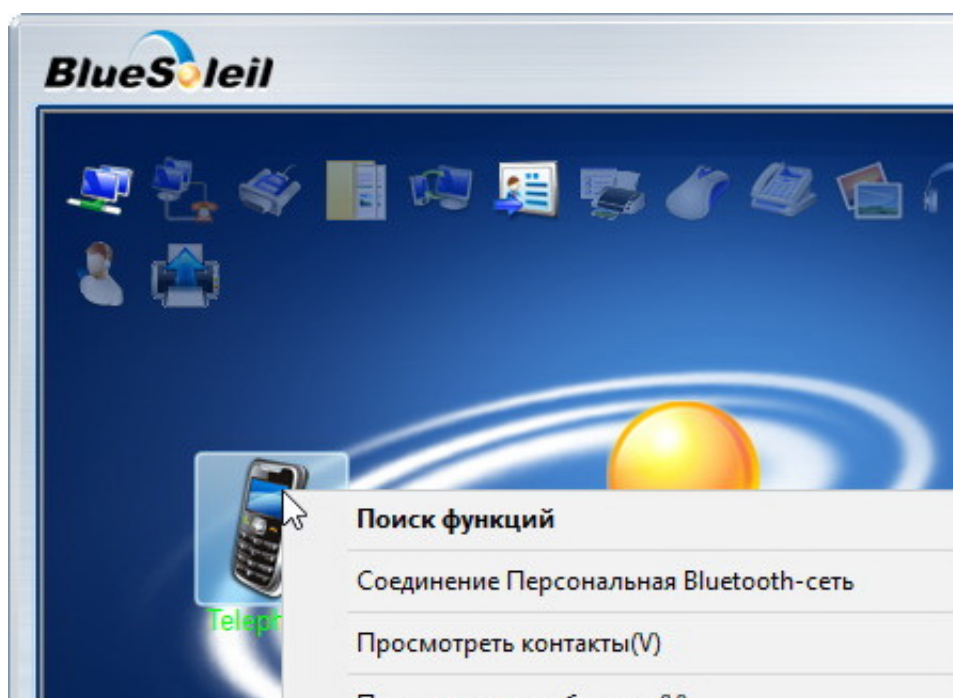 BlueSoleil
Поиск функций
Соединение Персональная Bluetooth-сеть
Просмотреть контакты(V)